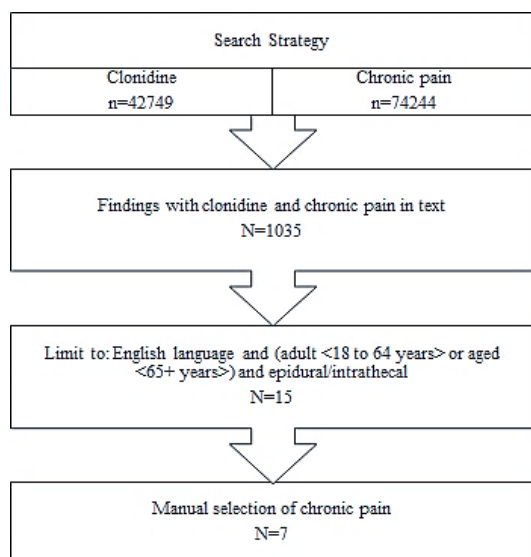 Search Strategy
Clonidine
n=42749
Chronic pain
n=74244
Findings with clonidine and chronic pain in text
N=1035
Limit to: English language and (adult <18 to 64 years> or aged
<65+ years>) and epidural/intrathecal
N=15
Manual selection of chronic pain
N=7